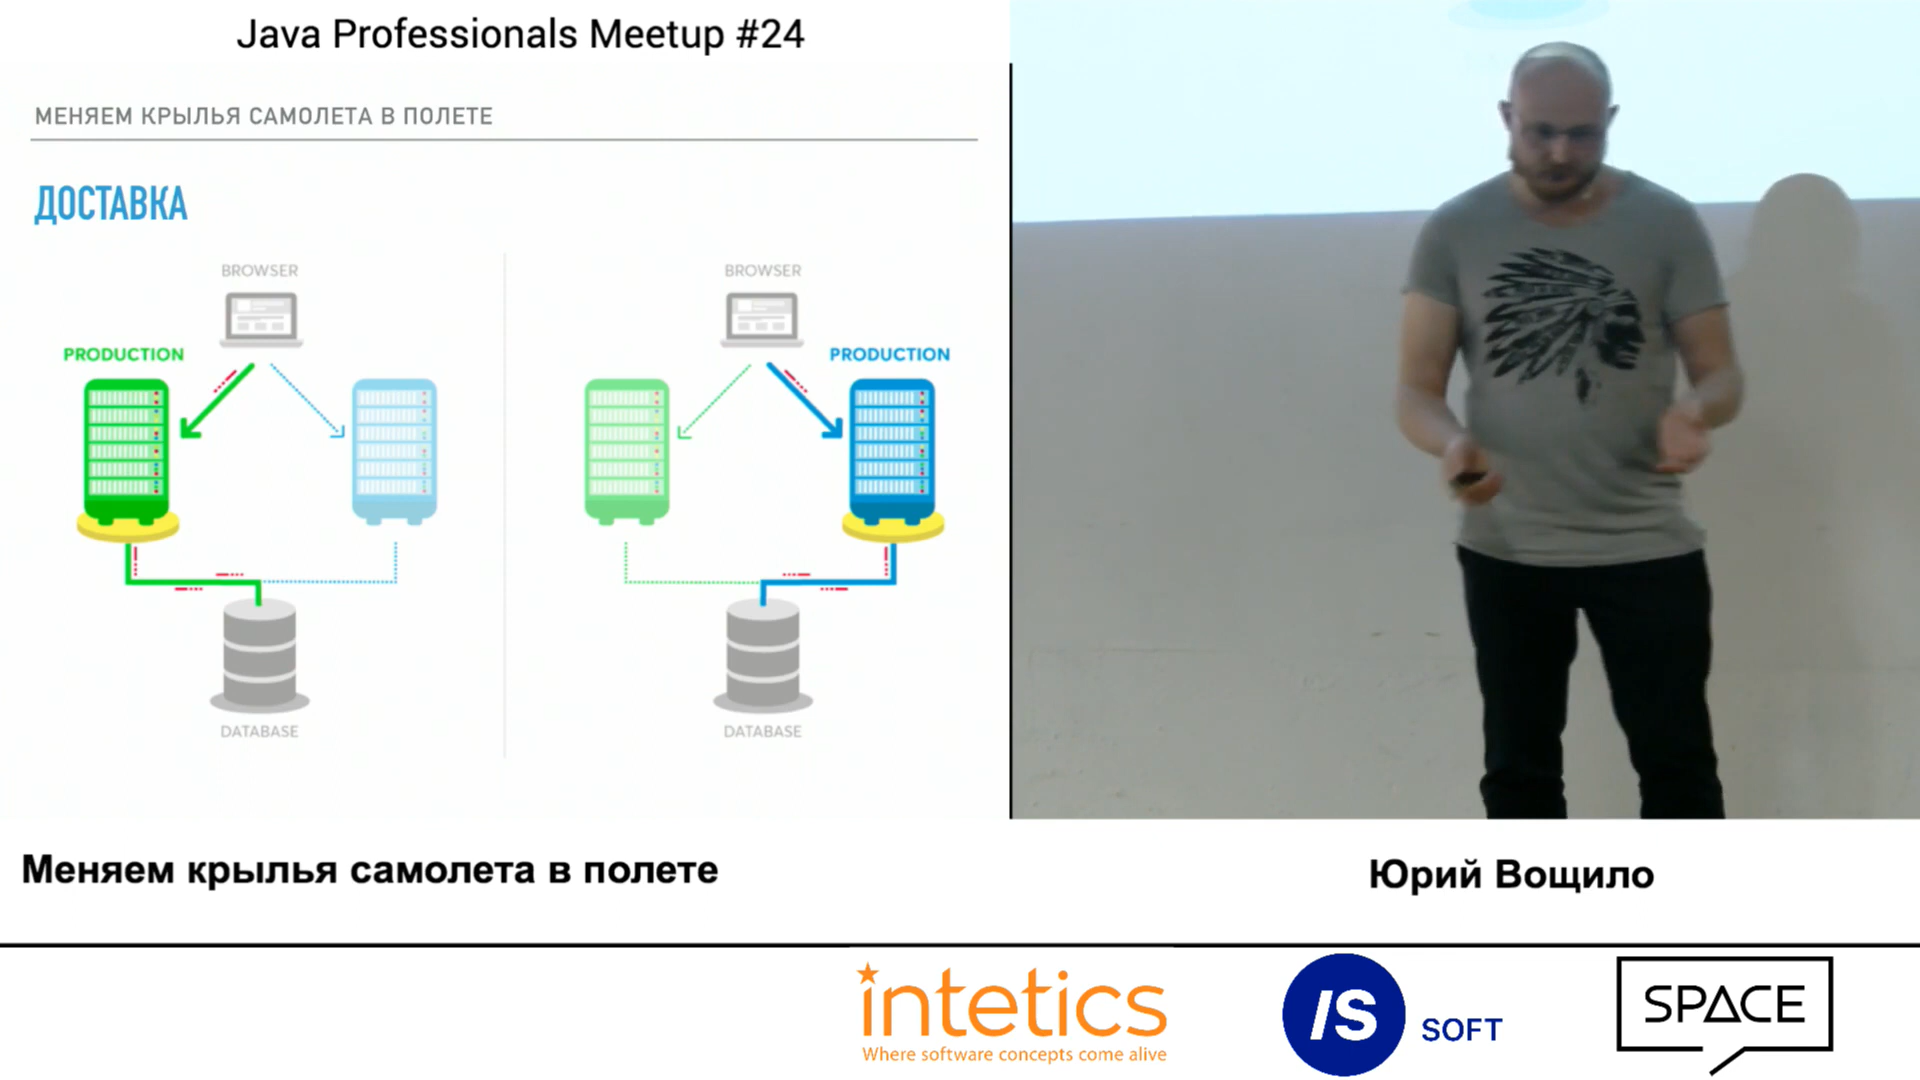 Java Professionals Meetup #24
МЕНЯЕМ КРЫЛЬЯ САМОЛЕТА В ПОЛЕТЕ
ДОСТАВКА
BROWSER
PRODUCTION
DATABASE
BROWSER
PRODUCTION
DATABASE
Меняем крылья самолета в полете
Юрий Вощило
intetics
Where software concepts come alive
/S SOFT
SPACE